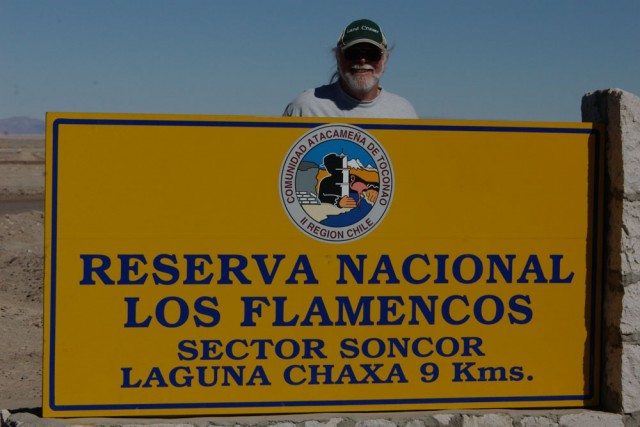 COMUNIDAD ATACAMEÑA DE TOCONAO
II REGION CHILE
RESERVA NACIONAL
LOS FLAMENCOS
SECTOR SONCOR
LAGUNA CHAXA 9 Kms.